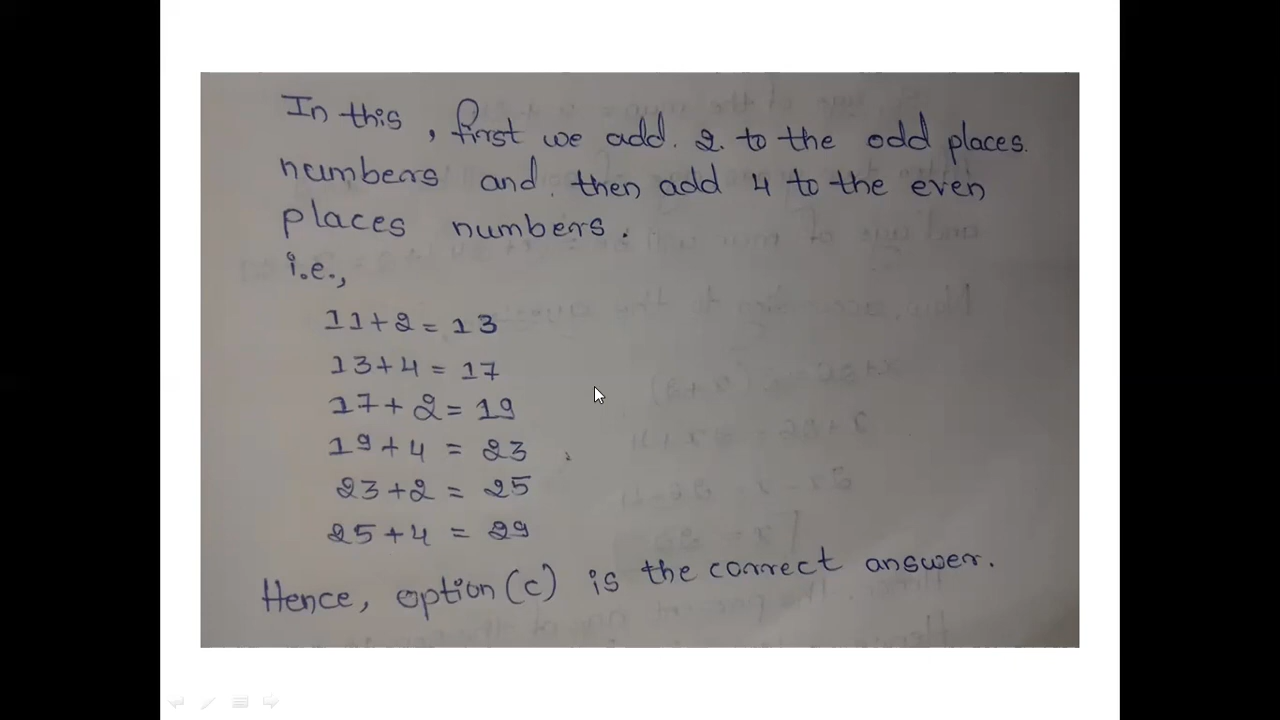 In this, first we add 2 to the odd places
numbers and then add 4 to the even
places numbers.
i.e.,
11+2=13
13+4=17
17+2=19
19+4=23
23+2=25
25+4=29
Hence, option (c) is the correct answer.